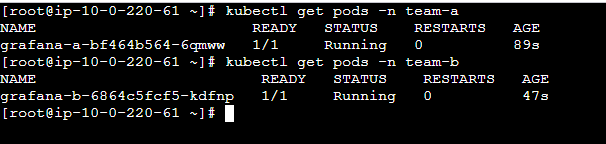 [root@ip-10-0-220-61 ~]# kubectl get pods -n team-a
NAME READY STATUS RESTARTS AGE
grafana-a-bf464b564-6qmww 1/1 Running 0 89s
[root@ip-10-0-220-61 ~]# kubectl get pods -n team-b
NAME READY STATUS RESTARTS AGE
grafana-b-6864c5fcf5-kdfnp 1/1 Running 0 47s
[root@ip-10-0-220-61 ~]#